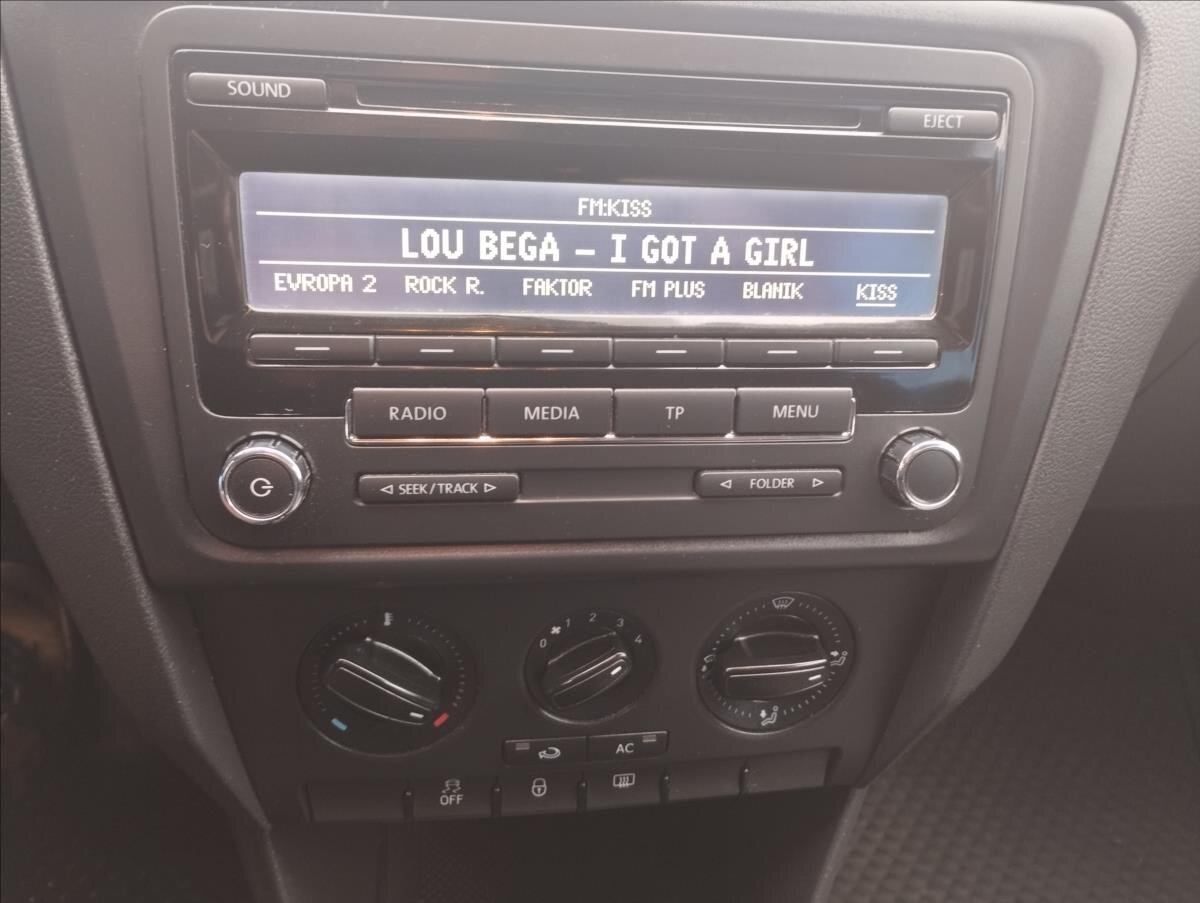 SOUND
EJECT
FM:KISS
LOU BEGA – I GOT A GIRL
EVROPA 2 ROCK R. FAKTOR FM PLUS BLANIK KISS
RADIO MEDIA TP MENU
SEEK/TRACK FOLDER
0 1 2 3 4
AC
OFF